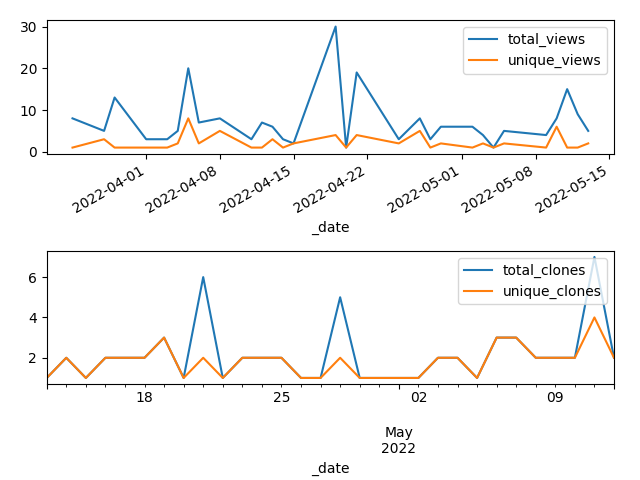 30
20
10
0
total_views
unique_views
2022-04-01
2022-04-08
2022-04-15
2022-04-22
2022-05-01
2022-05-08
2022-05-15
_date
6
4
2
total_clones
unique_clones
18
25
02
09
May
2022
_date